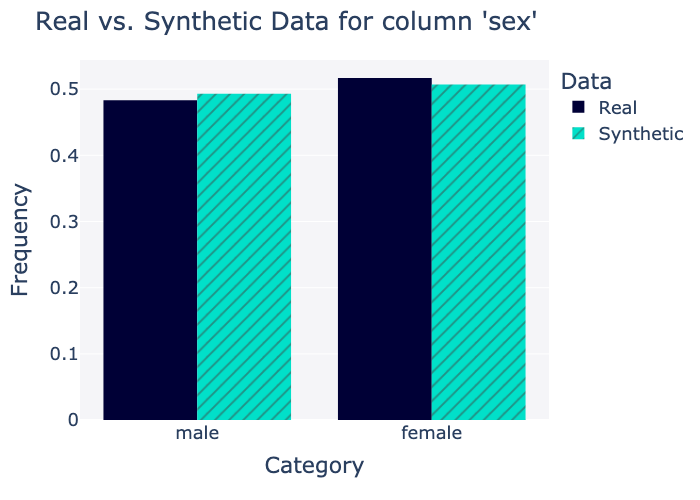 Real vs. Synthetic Data for column 'sex'
Data
Real
Synthetic
Frequency
0.5
0.4
0.3
0.2
0.1
0
male
female
Category